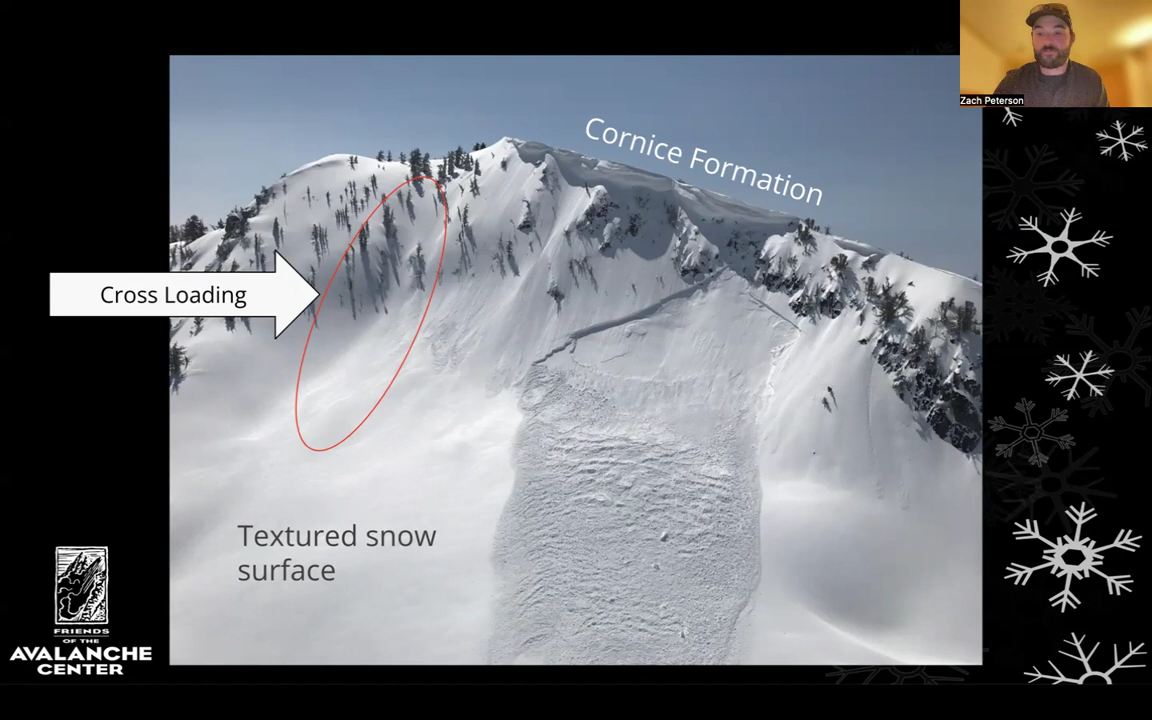 Zach Peterson
Cornice Formation
Cross Loading
Textured snow
surface
FRIENDS
OF THE
AVALANCHE
CENTER